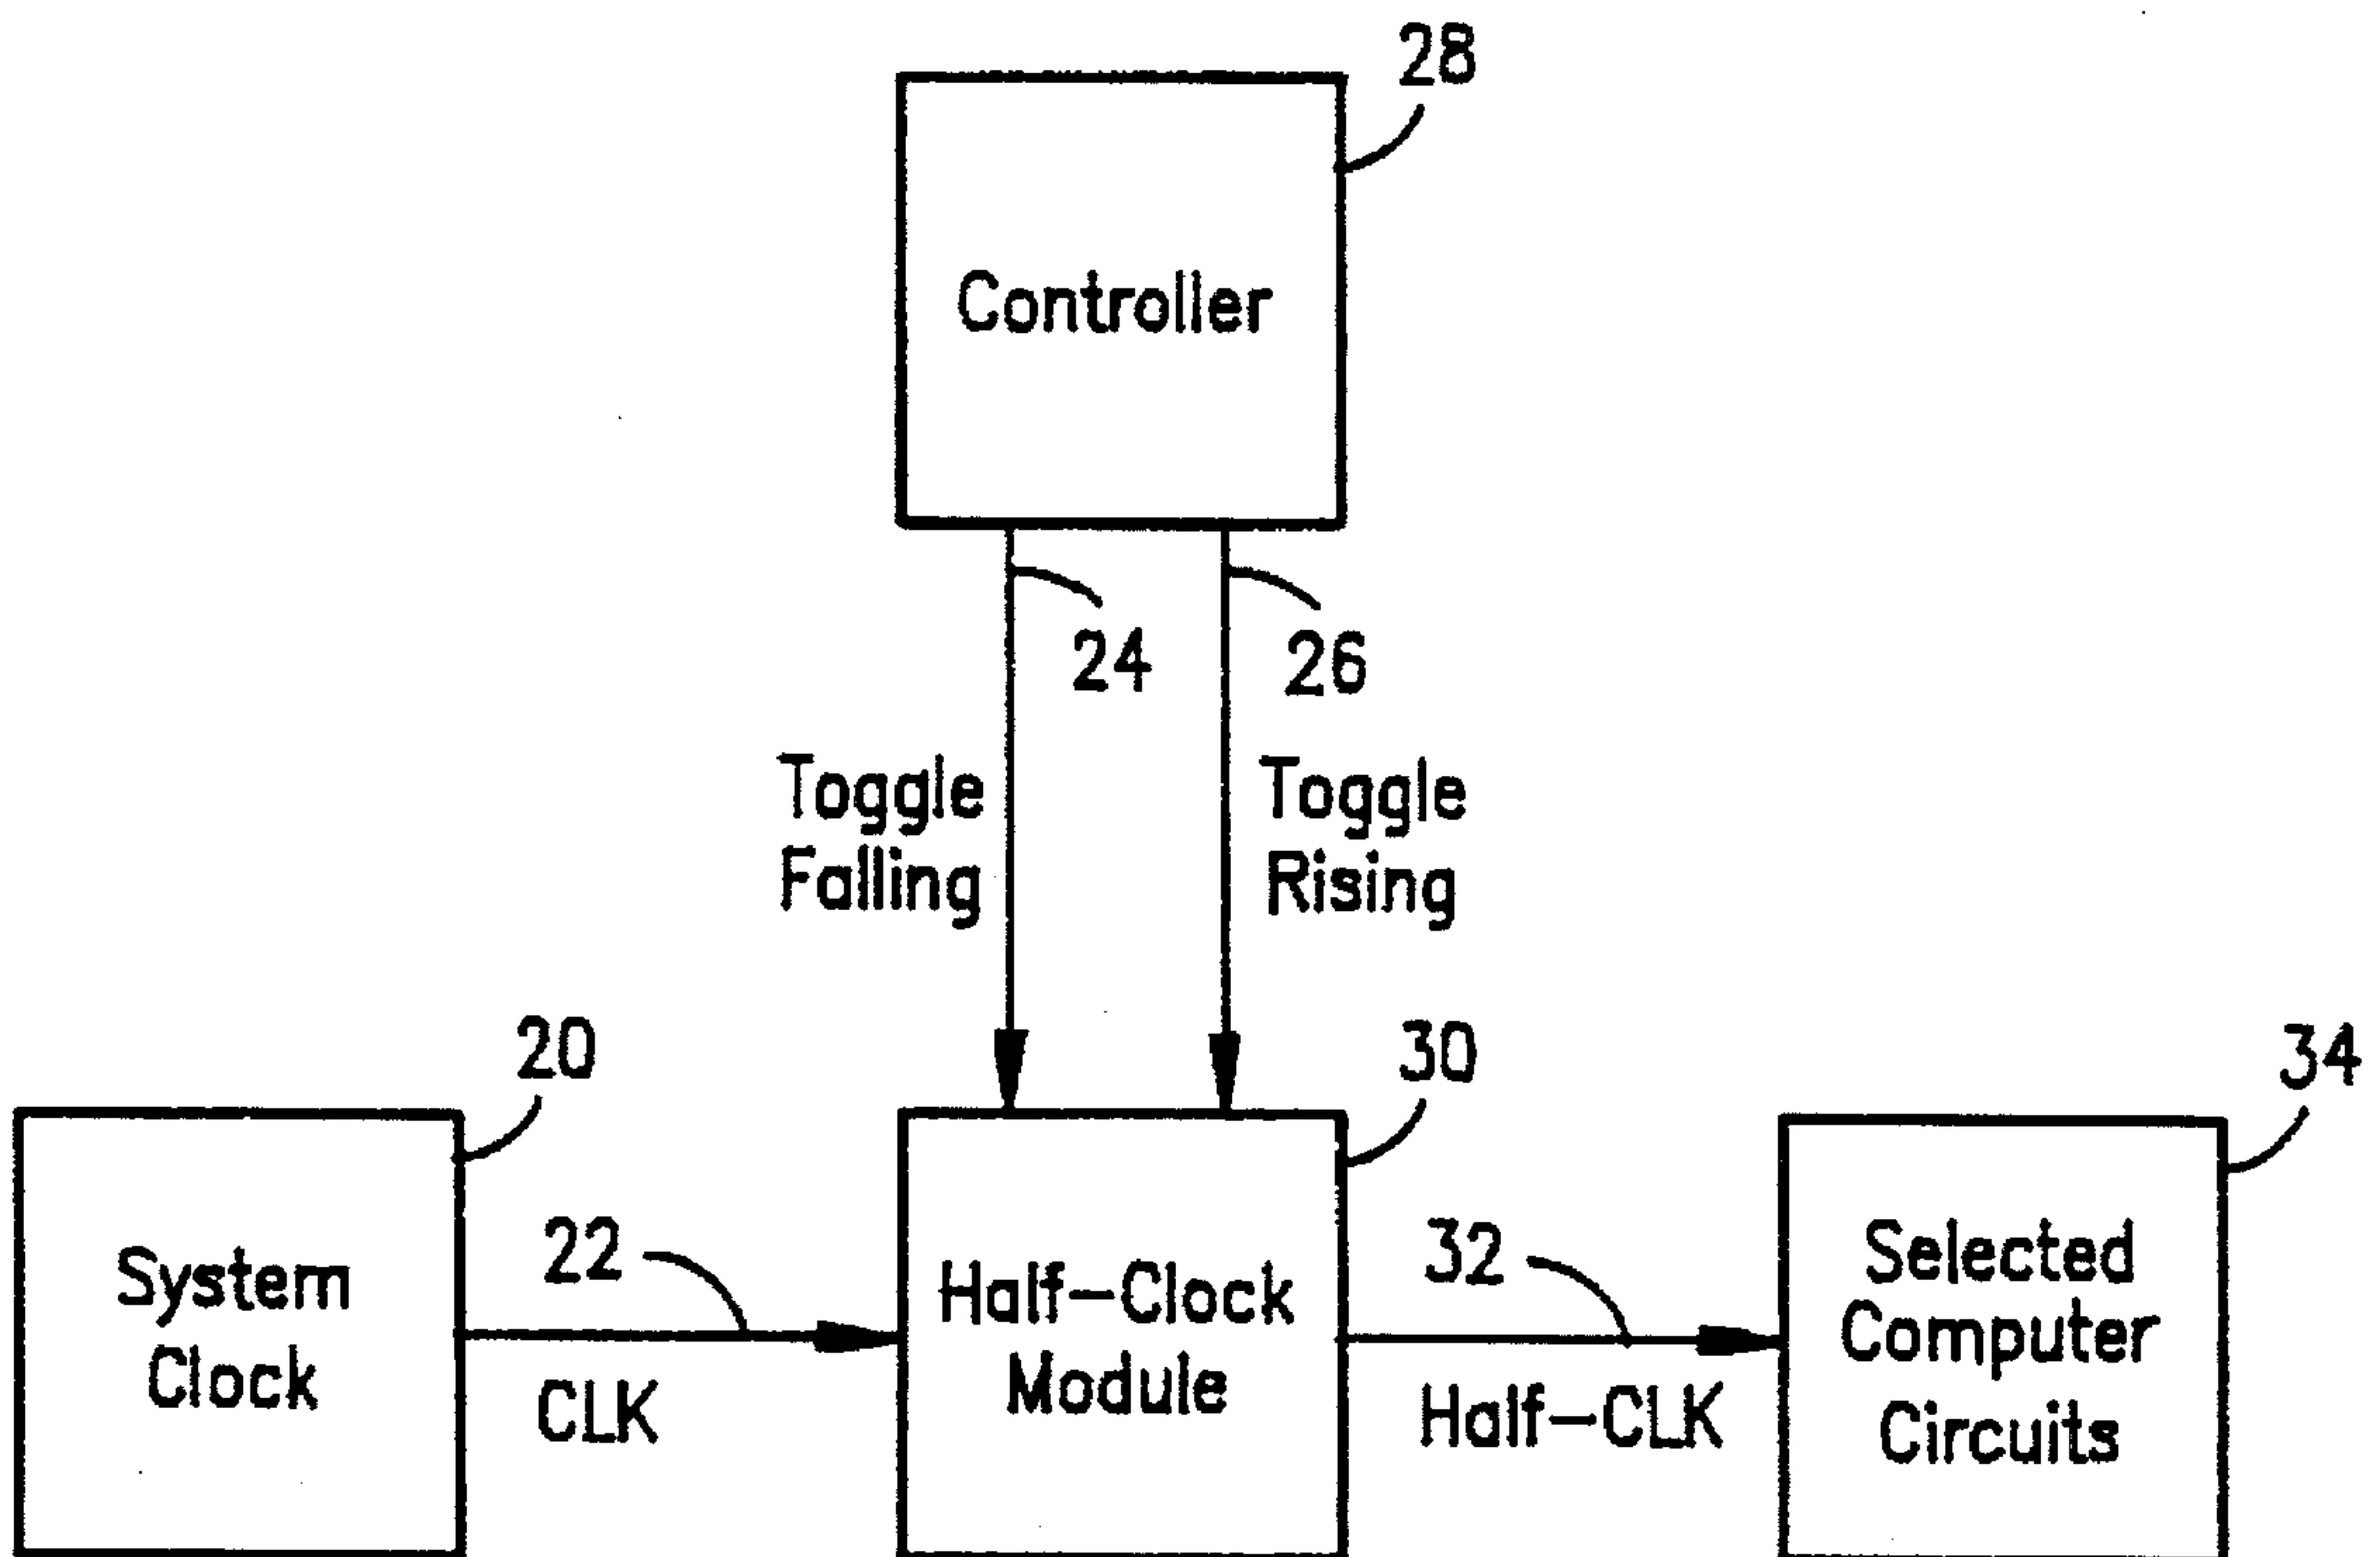 28
Controller
24
26
Toggle
Falling
Toggle
Rising
20
30
34
System
Clock
22
CLK
Half-Clock
Module
32
Half-CLK
Selected
Computer
Circuits